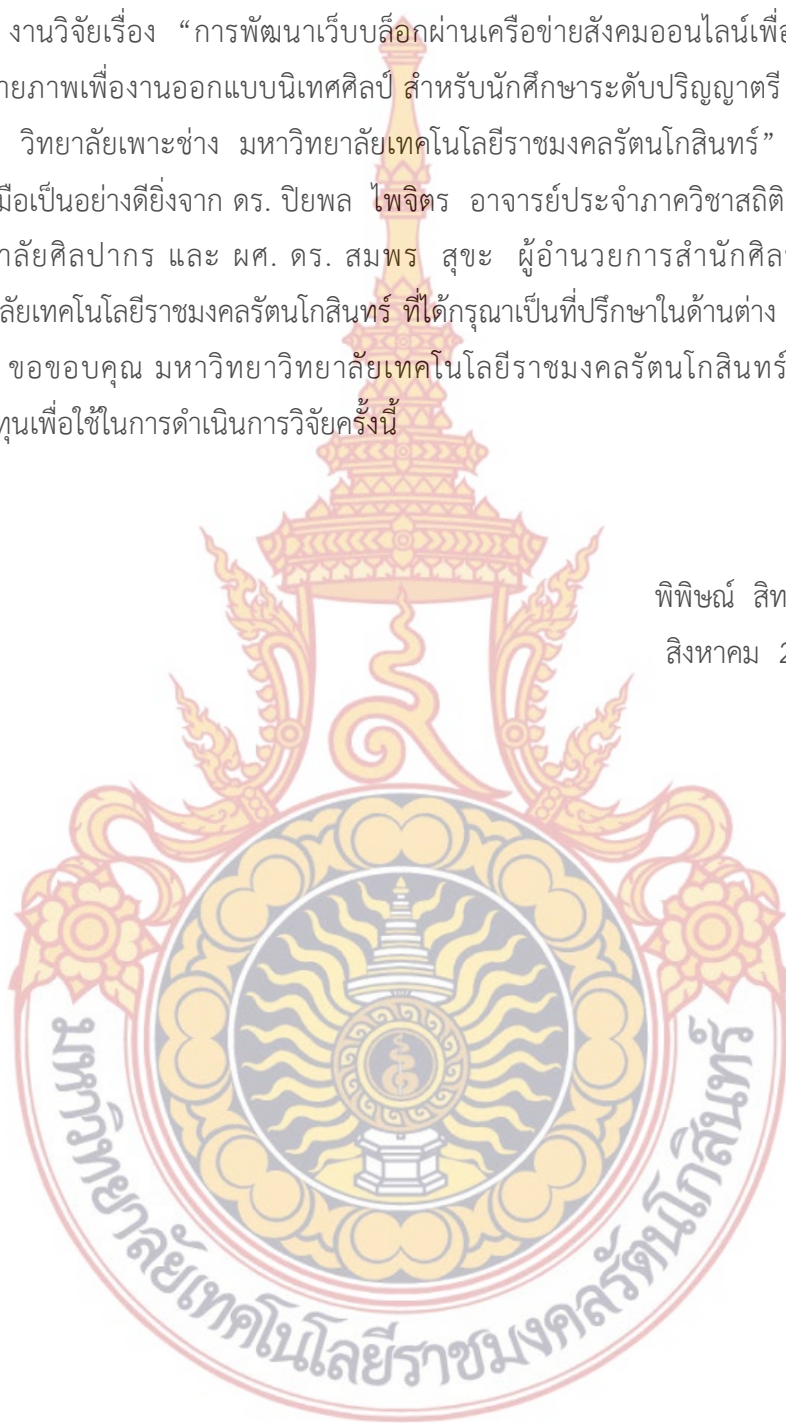 งานวิจัยเรื่อง “การพัฒนาเว็บบล็อกผ่านเครือข่ายสังคมออนไลน์เพื่อ
ายภาพเพื่องานออกแบบนิเทศศิลป์ สำหรับนักศึกษาระดับปริญญาตรี
วิทยาลัยเพาะช่าง มหาวิทยาลัยเทคโนโลยีราชมงคลรัตนโกสินทร์”
มือเป็นอย่างดียิ่งจาก ดร. ปิยพล ไพจิตร อาจารย์ประจำภาควิชาสถิติ
าลัยศิลปากร และ ผศ. ดร. สมพร สุขะ ผู้อำนวยการสำนักศิล
ลัยเทคโนโลยีราชมงคลรัตนโกสินทร์ ที่ได้กรุณาเป็นที่ปรึกษาในด้านต่าง
ขอขอบคุณ มหาวิทยาวิทยาลัยเทคโนโลยีราชมงคลรัตนโกสินทร์
ทุนเพื่อใช้ในการดำเนินการวิจัยครั้งนี้
พิพิษณ์ สิท
สิงหาคม 2
มหาวิทยาลัยเทคโนโลยีราชมงคลรัตนโกสินทร์